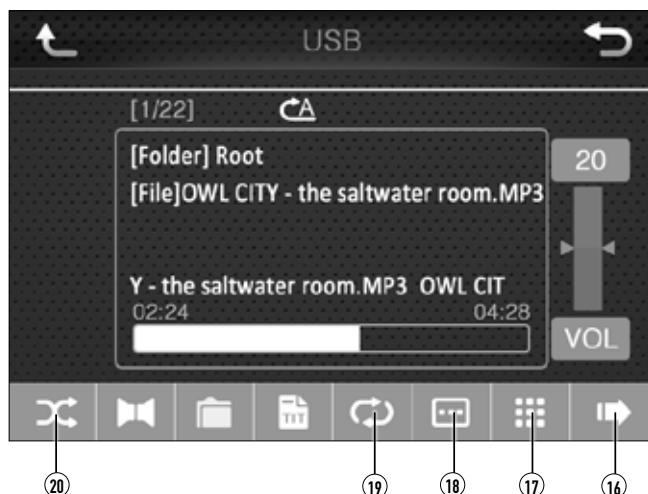 USB
[1/22] A
[Folder] Root
20
[File]OWL CITY - the saltwater room.MP3
Y - the saltwater room.MP3 OWL CIT
02:24 04:28
VOL
TIT
20 19 18 17 16